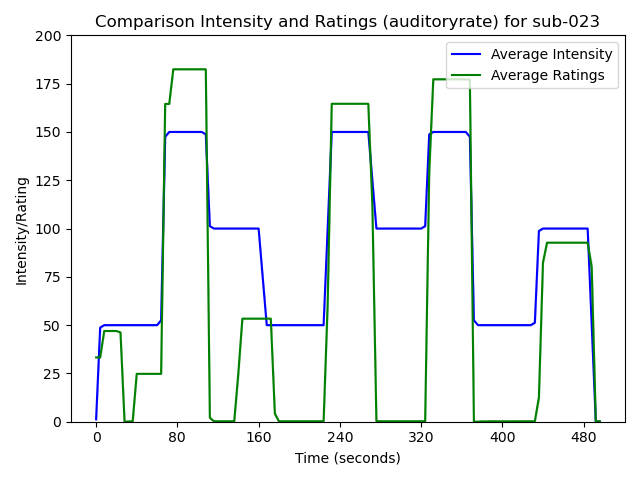 Comparison Intensity and Ratings (auditoryrate) for sub-023
200
175
150
125
100
75
50
25
0
Intensity/Rating
Average Intensity
Average Ratings
0 80 160 240 320 400 480
Time (seconds)